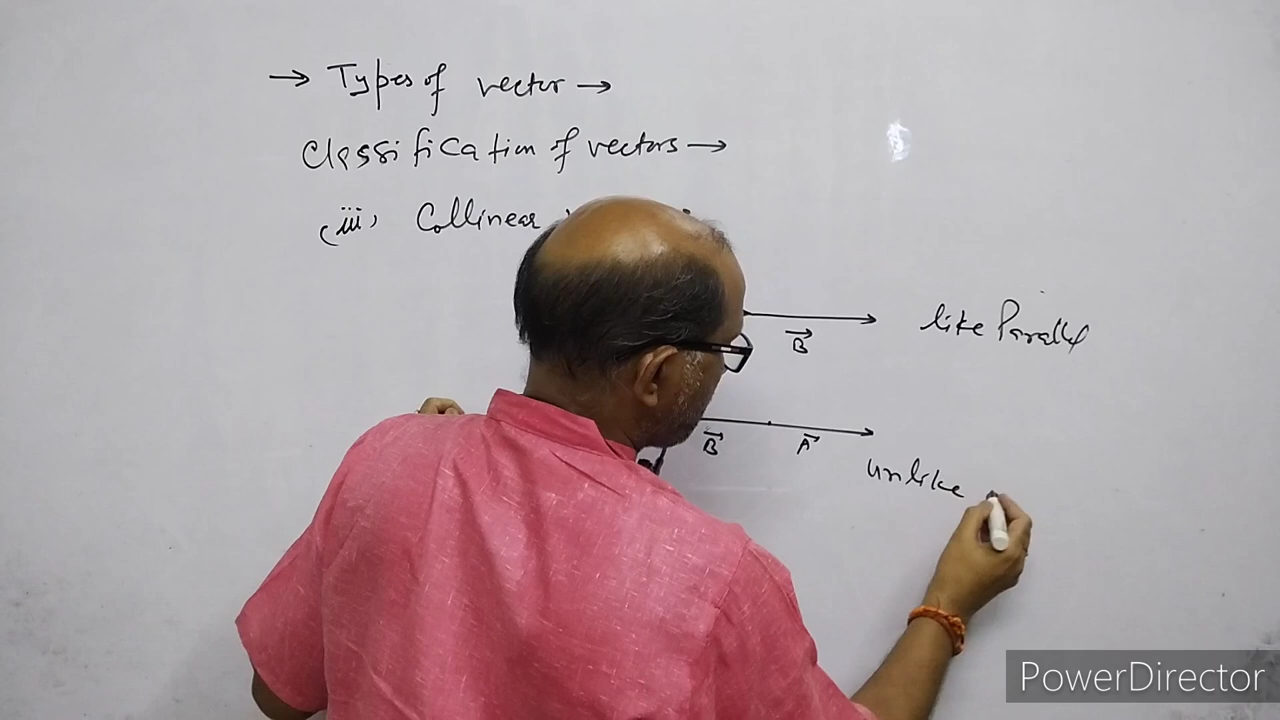 → Types of vector →
Classification of vectors →
(iii) Collinear
B
like Parallel
B A
unlike
PowerDirector